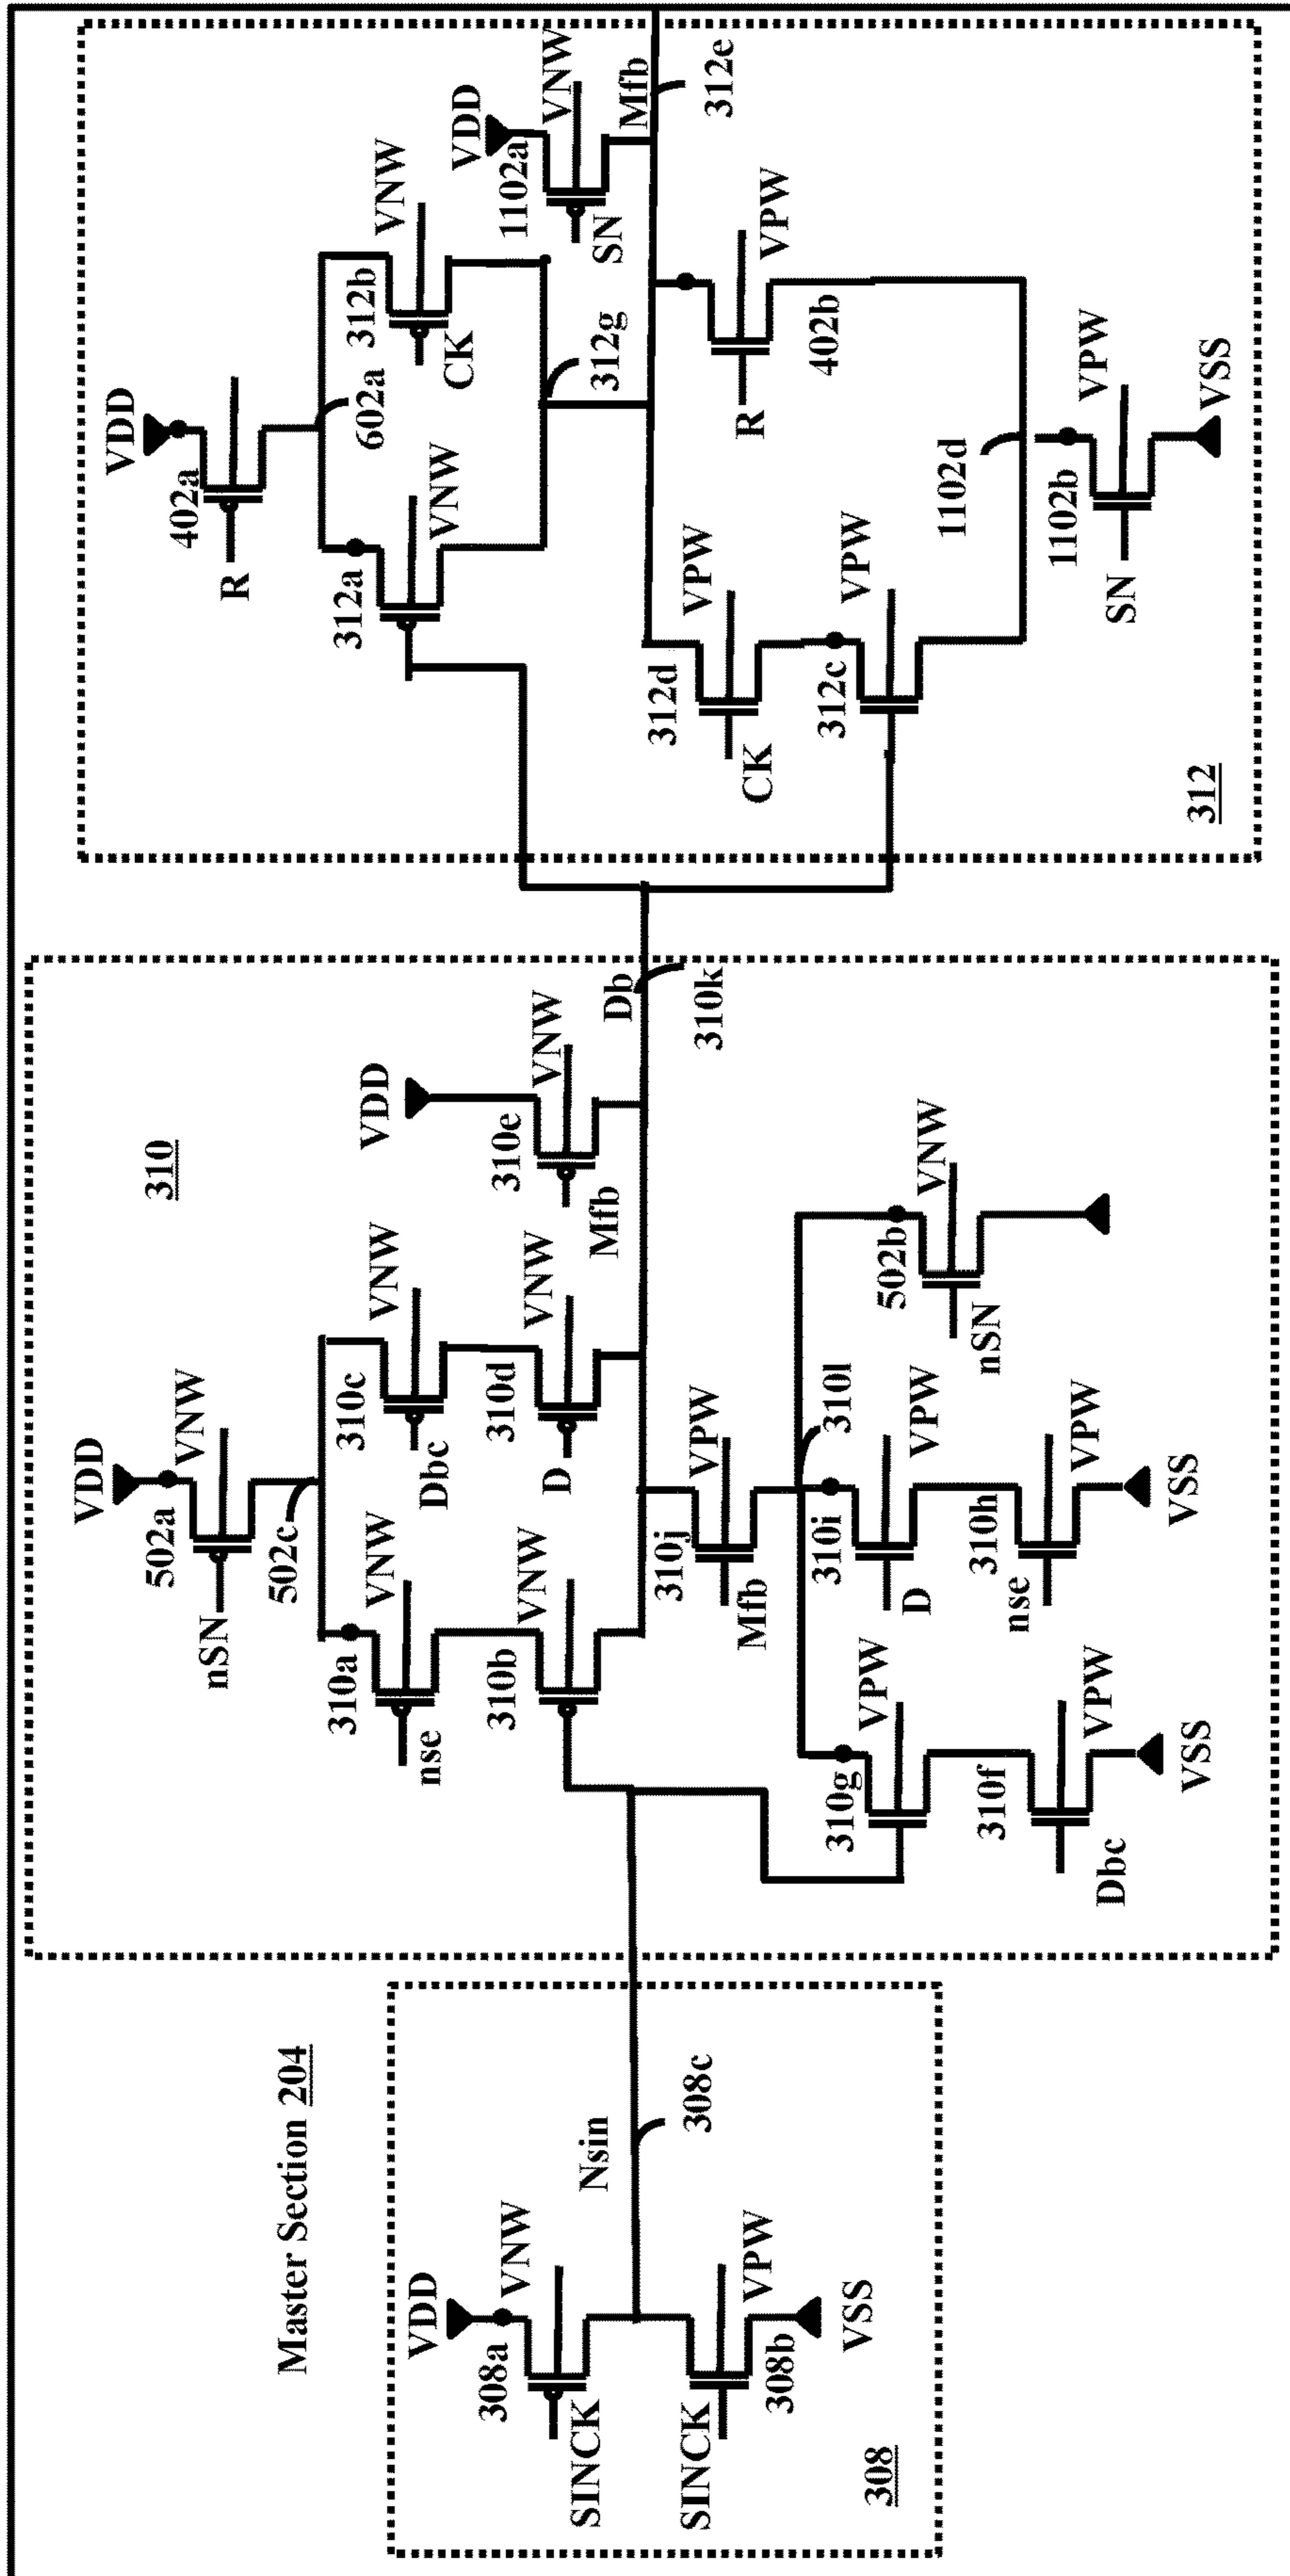 Master Section 204
VDD
308a
VNW
SINCK
Nsin
308c
SINCK
VPW
308b
VSS
308
310
VDD
502a
VNW
nSN
502c
310a
VNW
nse
310b
VNW
310c
VNW
Dbc
310d
VNW
D
VDD
310e
VNW
Mfb
Db
310k
310j
VPW
Mfb
310l
310g
VPW
310f
VPW
Dbc
VSS
310i
VPW
D
310h
VPW
nse
VSS
502b
VNW
nSN
VDD
402a
R
602a
312a
VNW
312b
VNW
CK
312g
VDD
1102a
VNW
SN
Mfb
312e
312d
VPW
CK
312c
VPW
R
VPW
402b
1102d
1102b
VPW
SN
VSS
312